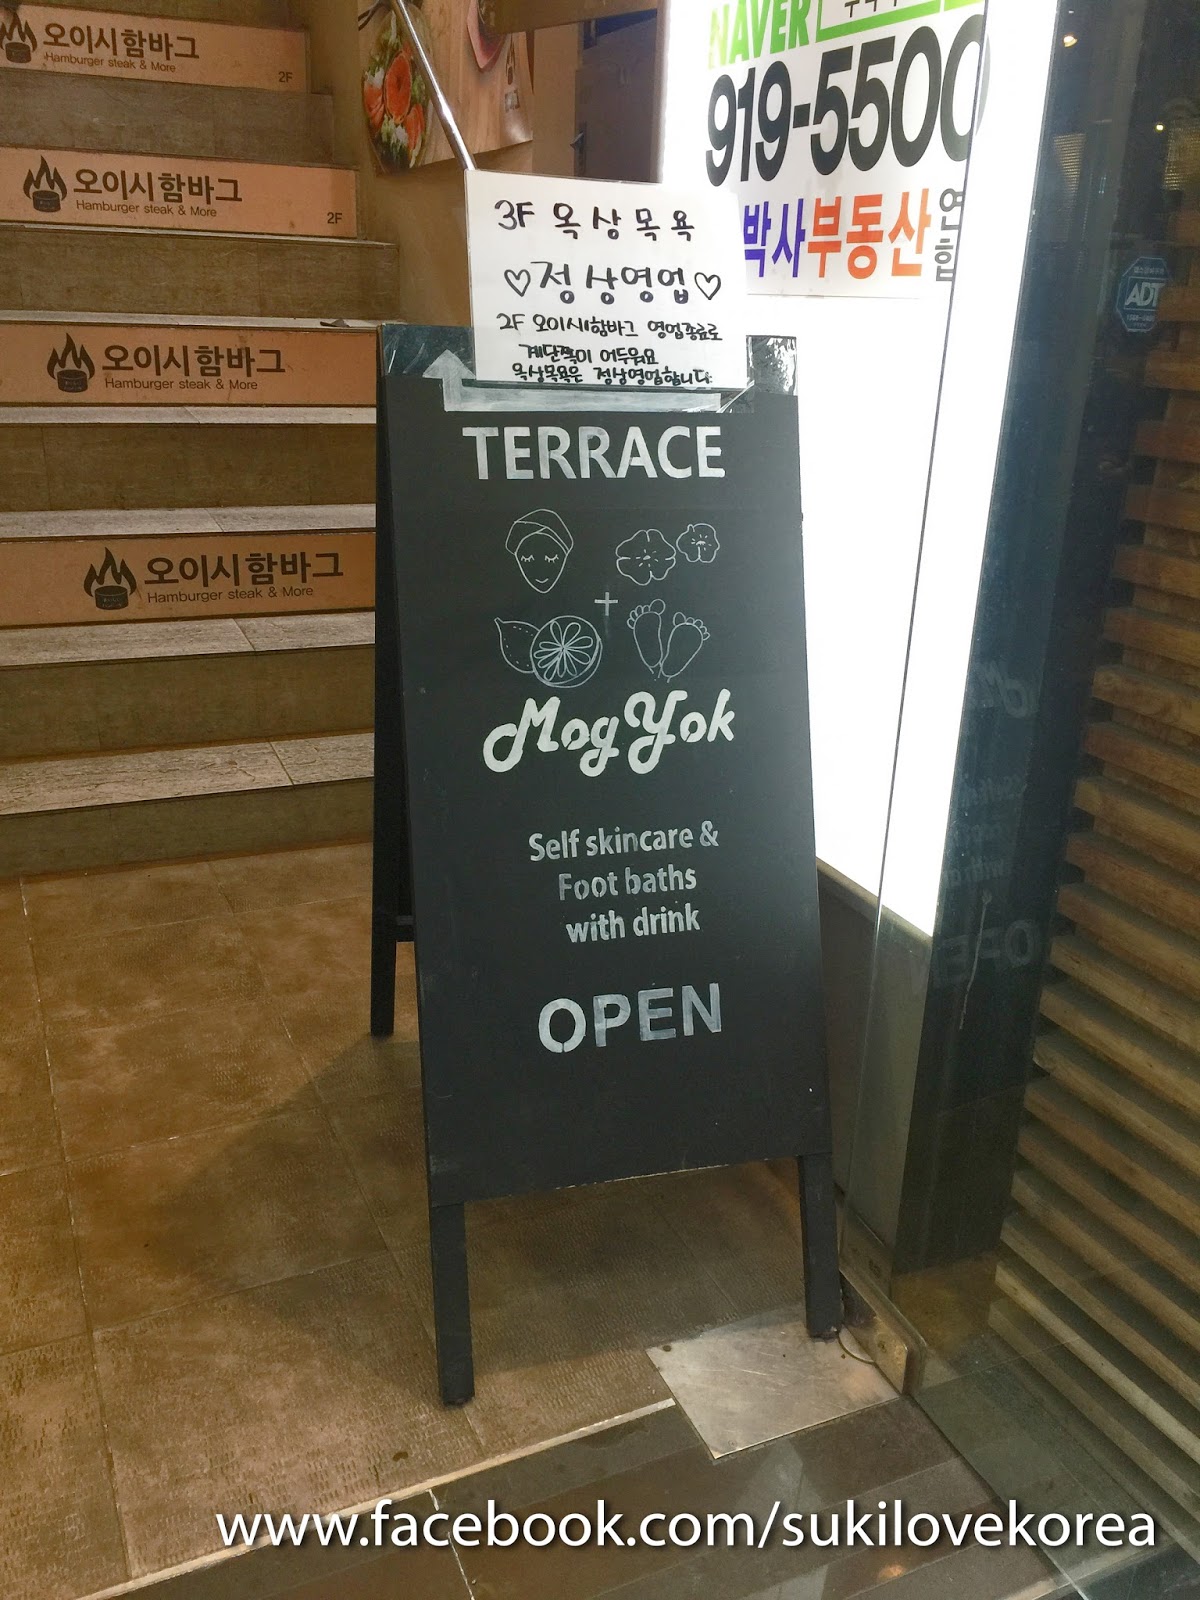 오이시함바그
Hamburger steak & More
2F
오이시함바그
Hamburger steak & More
2F
오이시함바그
Hamburger steak & More
오이시함바그
Hamburger steak & More
NAVER
919-5500
박사부동산
연합
ADT
3F 옥상목욕
♡정상영업♡
2F 오이시함바그 영업종료로
계단쪽이 어두워요
옥상목욕은 정상영업합니다
TERRACE
MogYok
Self skincare &
Foot baths
with drink
OPEN
www.facebook.com/sukilovekorea